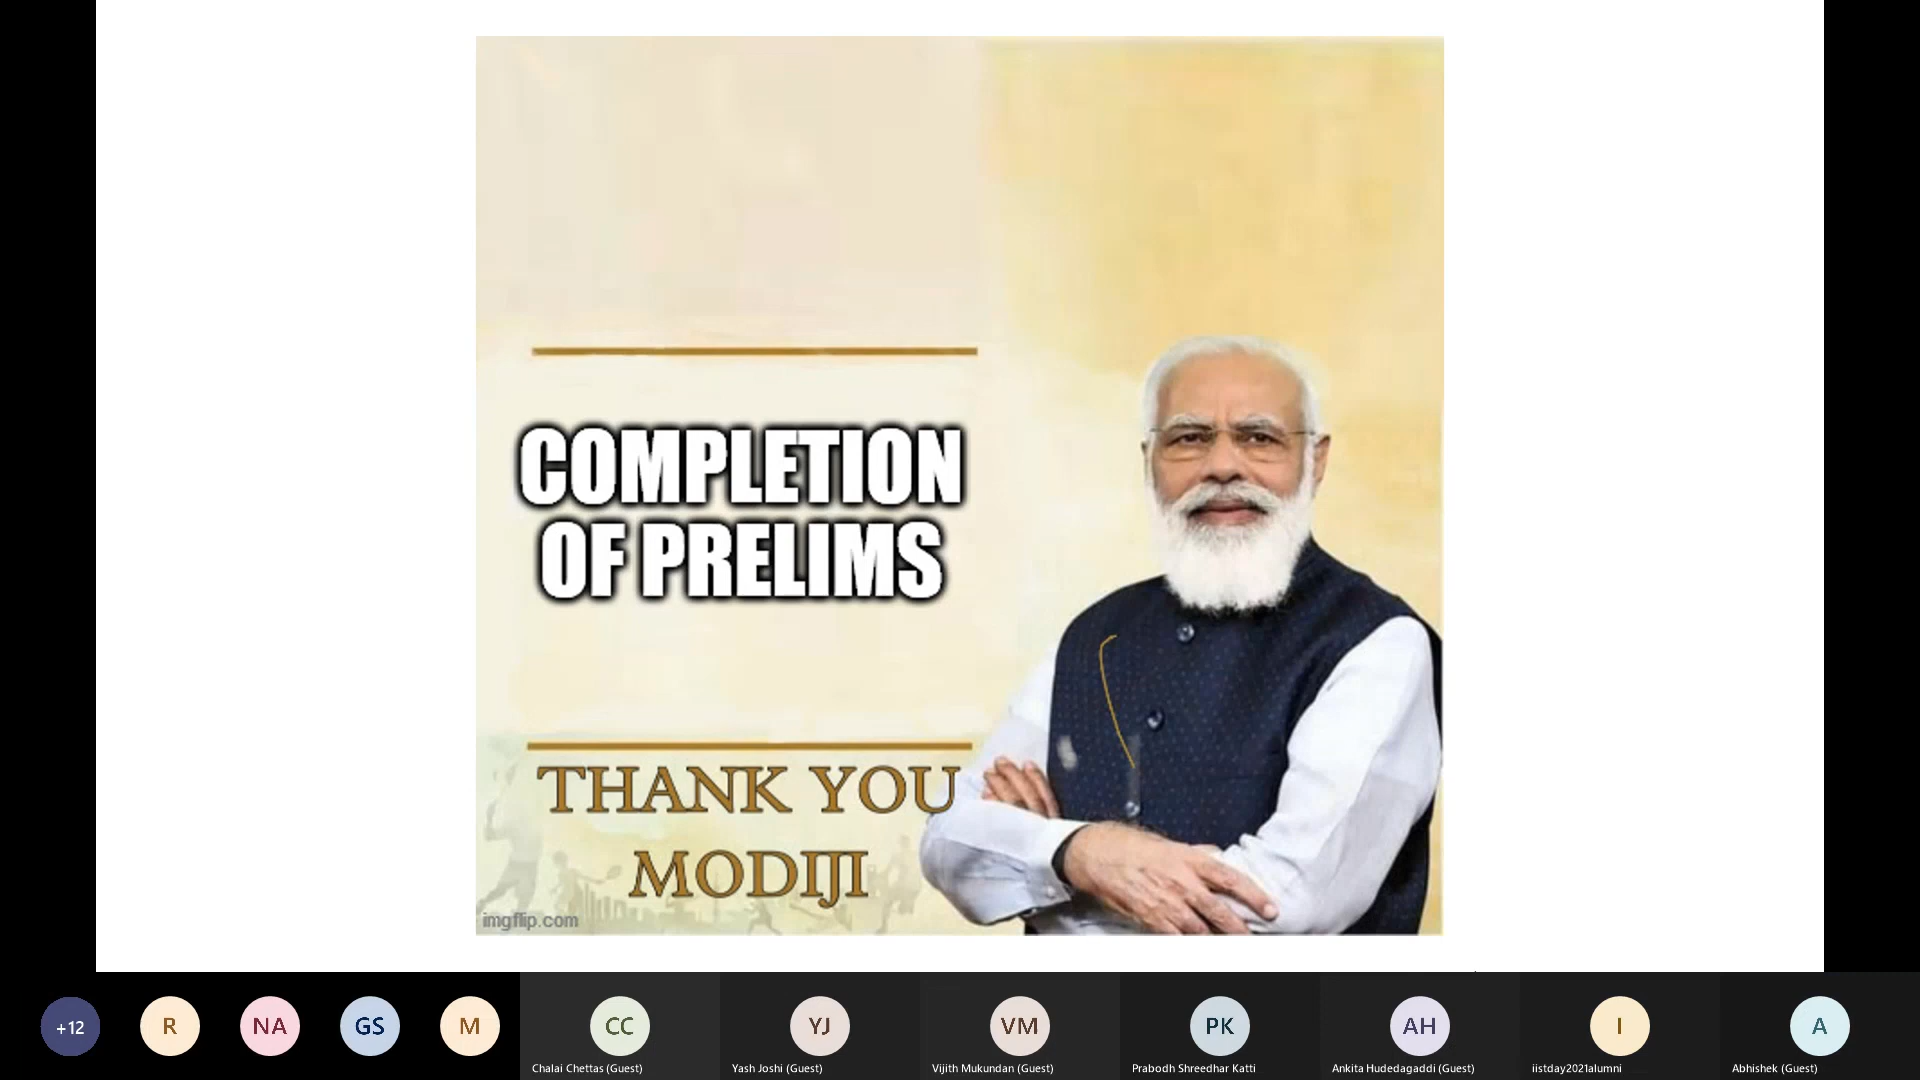 COMPLETION
OF PRELIMS
THANK YOU
MODIJI
imgflip.com
+12
R
NA
GS
M
CC
YJ
VM
PK
AH
I
A
Chalai Chettas (Guest)
Yash Joshi (Guest)
Vijith Mukundan (Guest)
Prabodh Shreedhar Katti
Ankita Hudedagaddi (Guest)
iistday2021alumni
Abhishek (Guest)